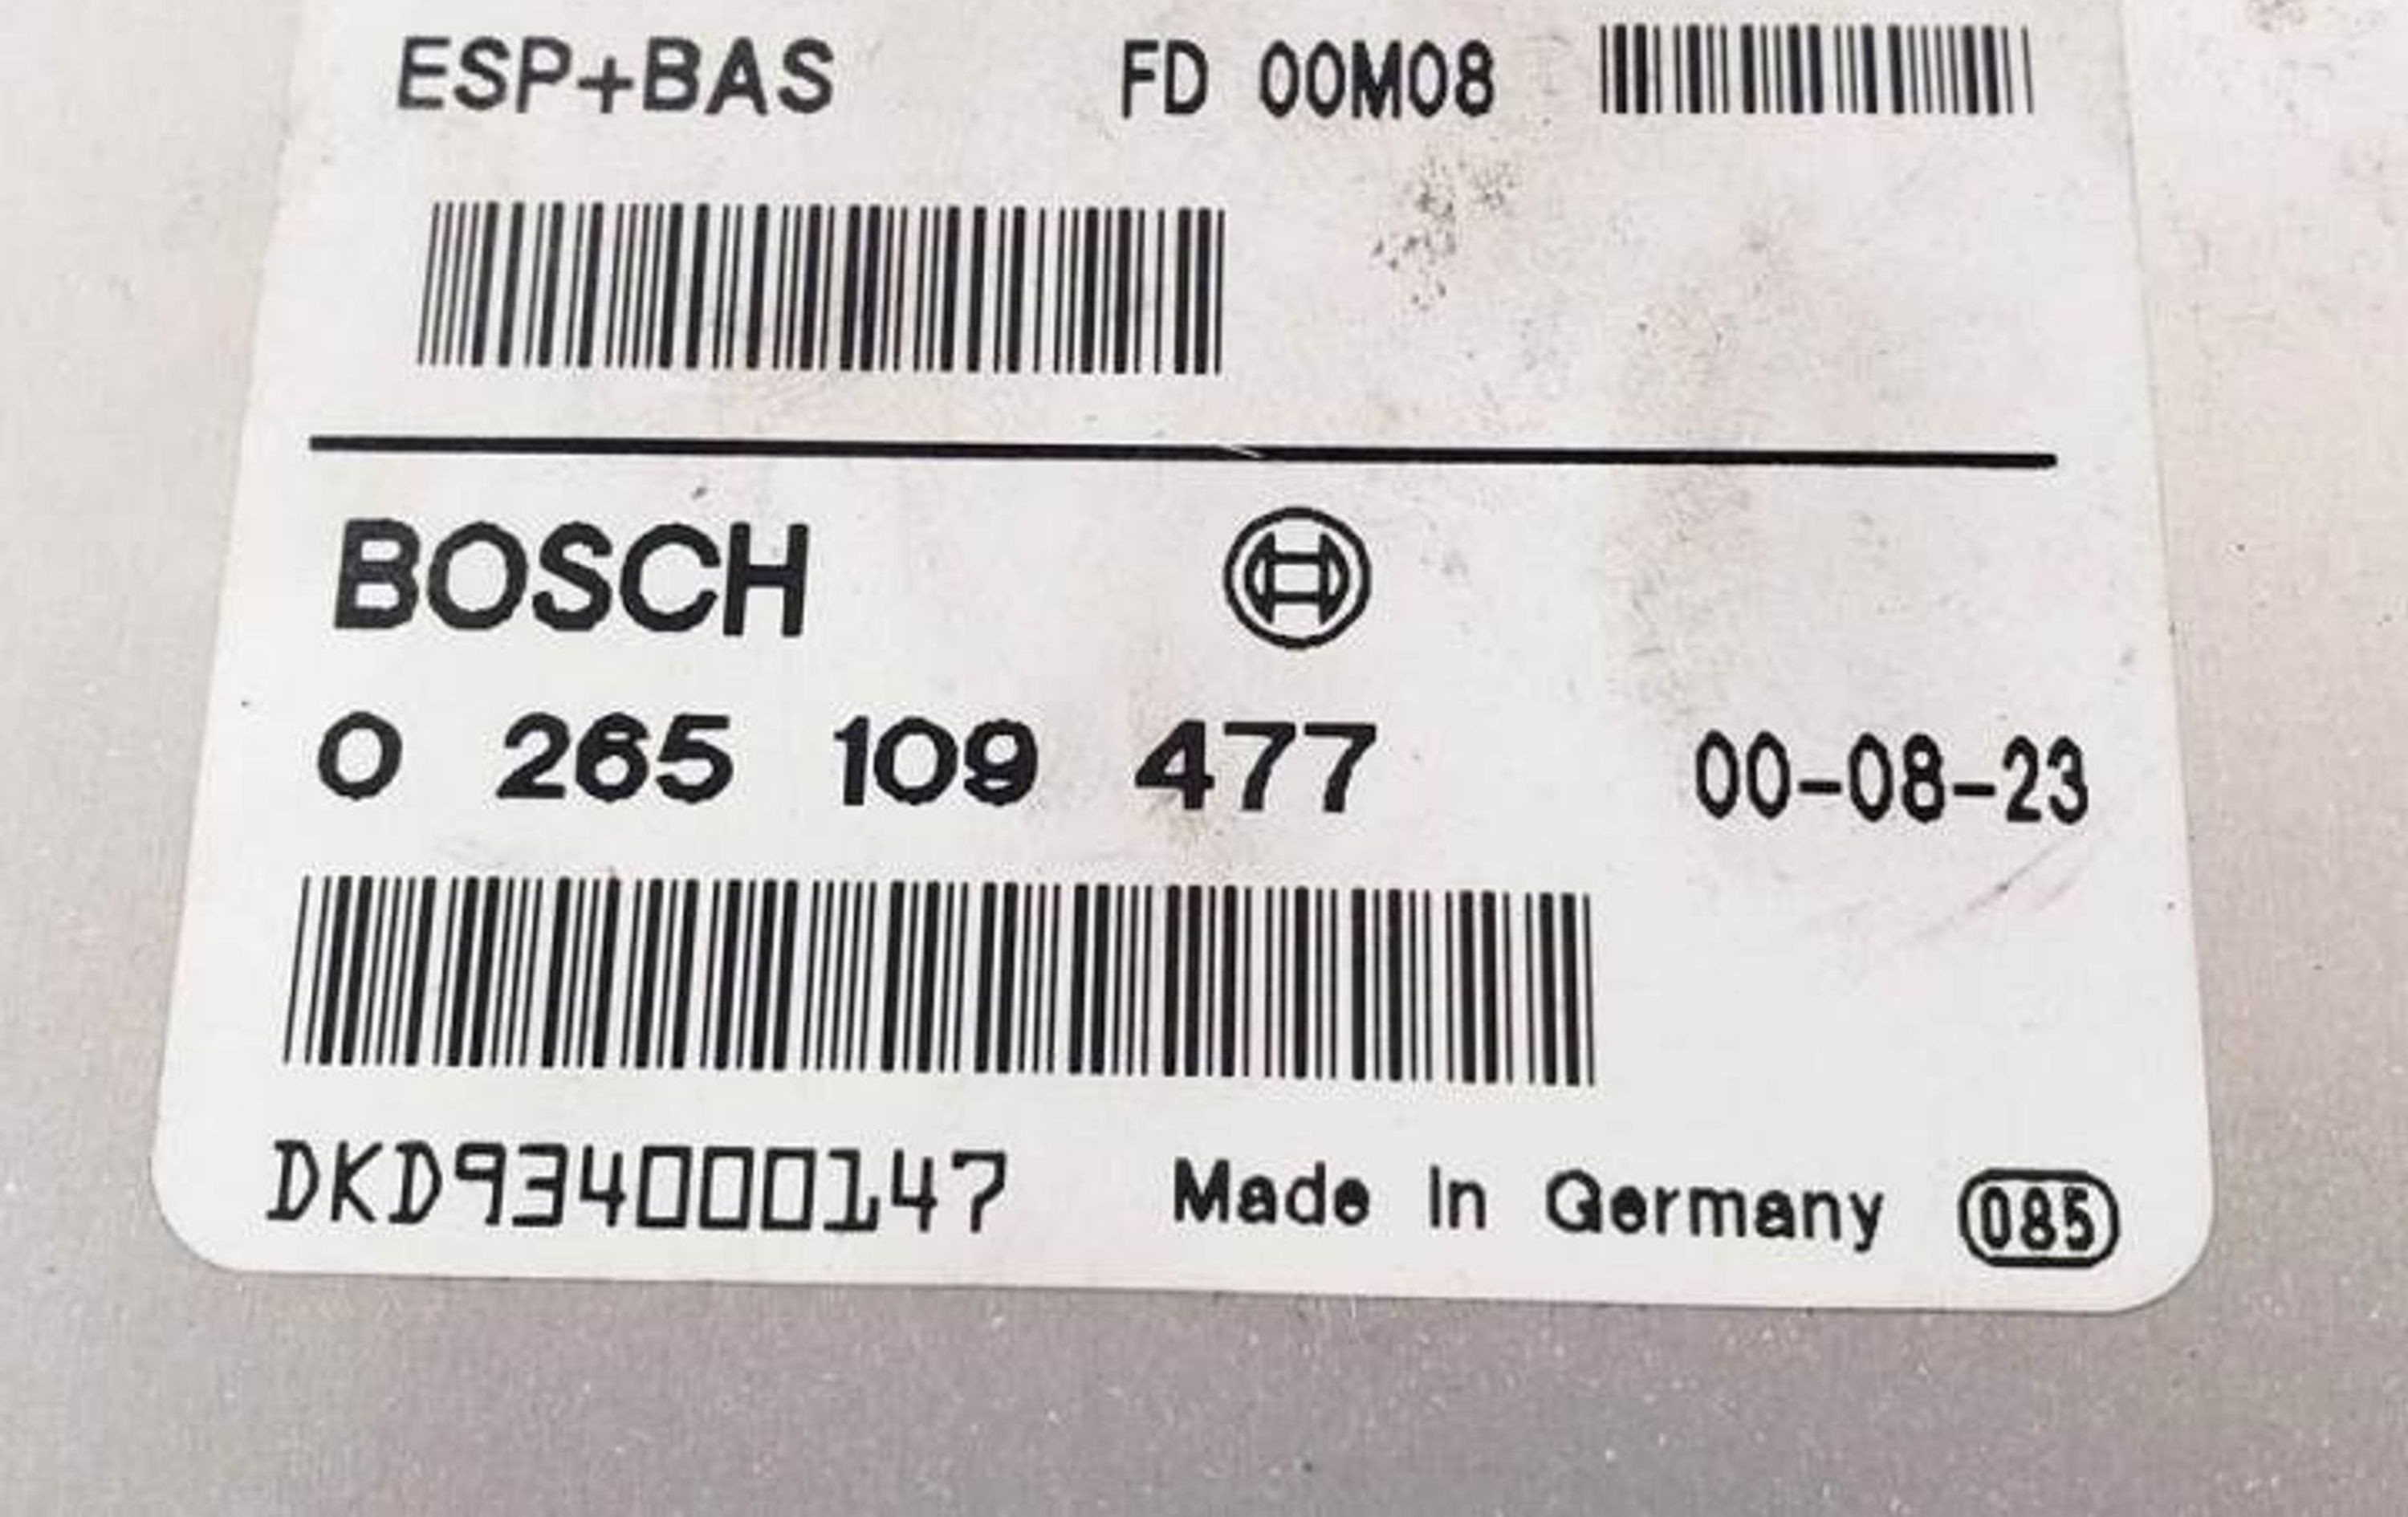 ESP+BAS FD 00M08
BOSCH
0 265 109 477 00-08-23
DKD934000147 Made In Germany 085